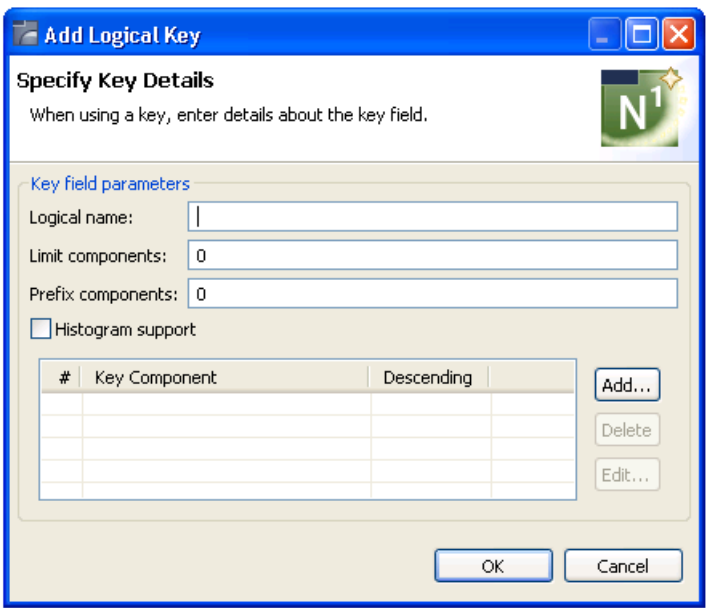 Add Logical Key
Specify Key Details
When using a key, enter details about the key field.
N1
Key field parameters
Logical name:
Limit components: 0
Prefix components: 0
Histogram support
# Key Component Descending
Add...
Delete
Edit...
OK Cancel